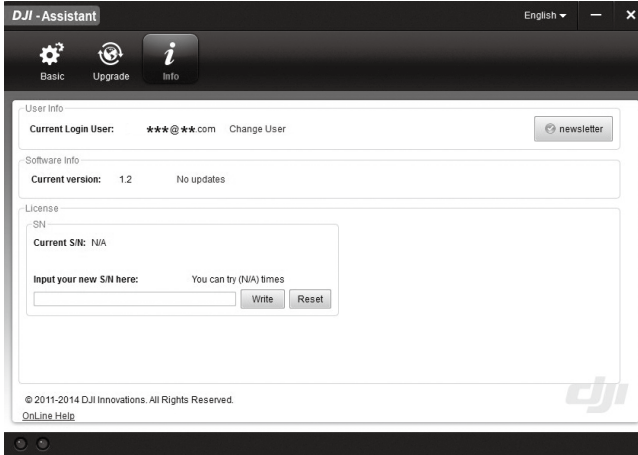 DJI - Assistant English
Basic Upgrade Info
User Info
Current Login User: ***@**.com Change User newsletter
Software Info
Current version: 1.2 No updates
License
SN
Current S/N: N/A
Input your new S/N here: You can try (N/A) times
Write Reset
© 2011-2014 DJI Innovations. All Rights Reserved.
OnLine Help
dji